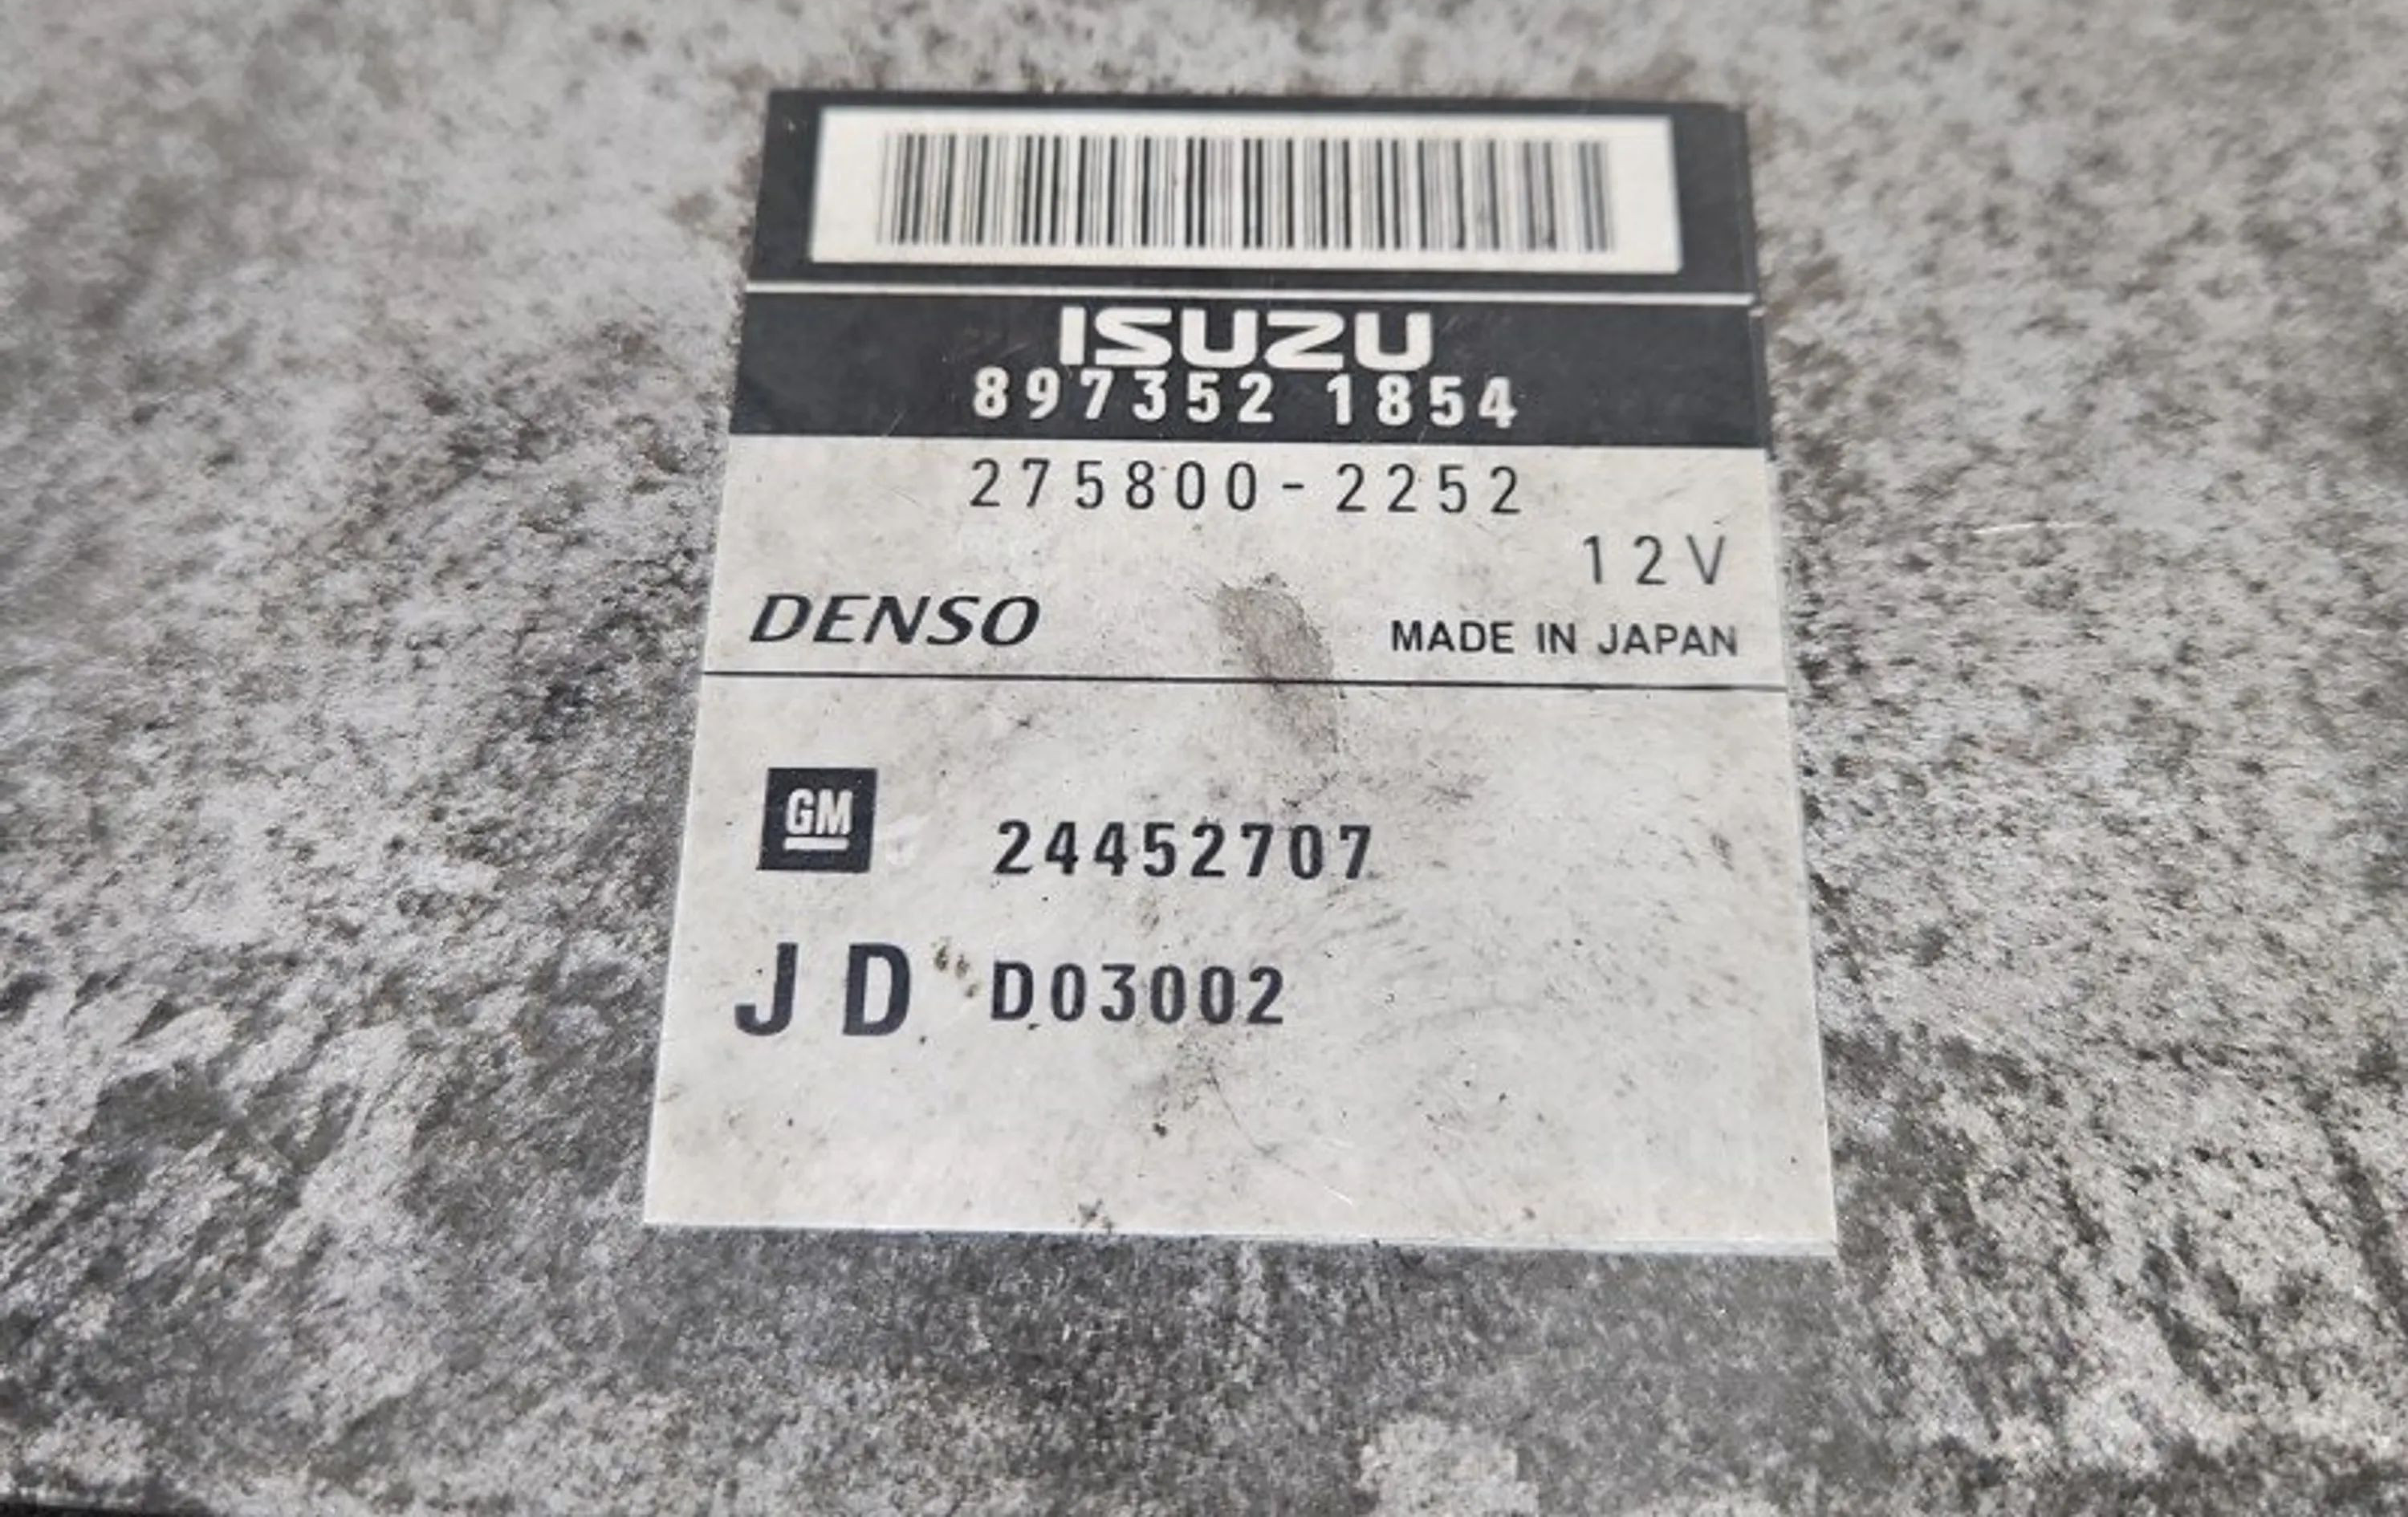 ISUZU
897352 1854
275800-2252
12V
DENSO MADE IN JAPAN
GM 24452707
JD D03002